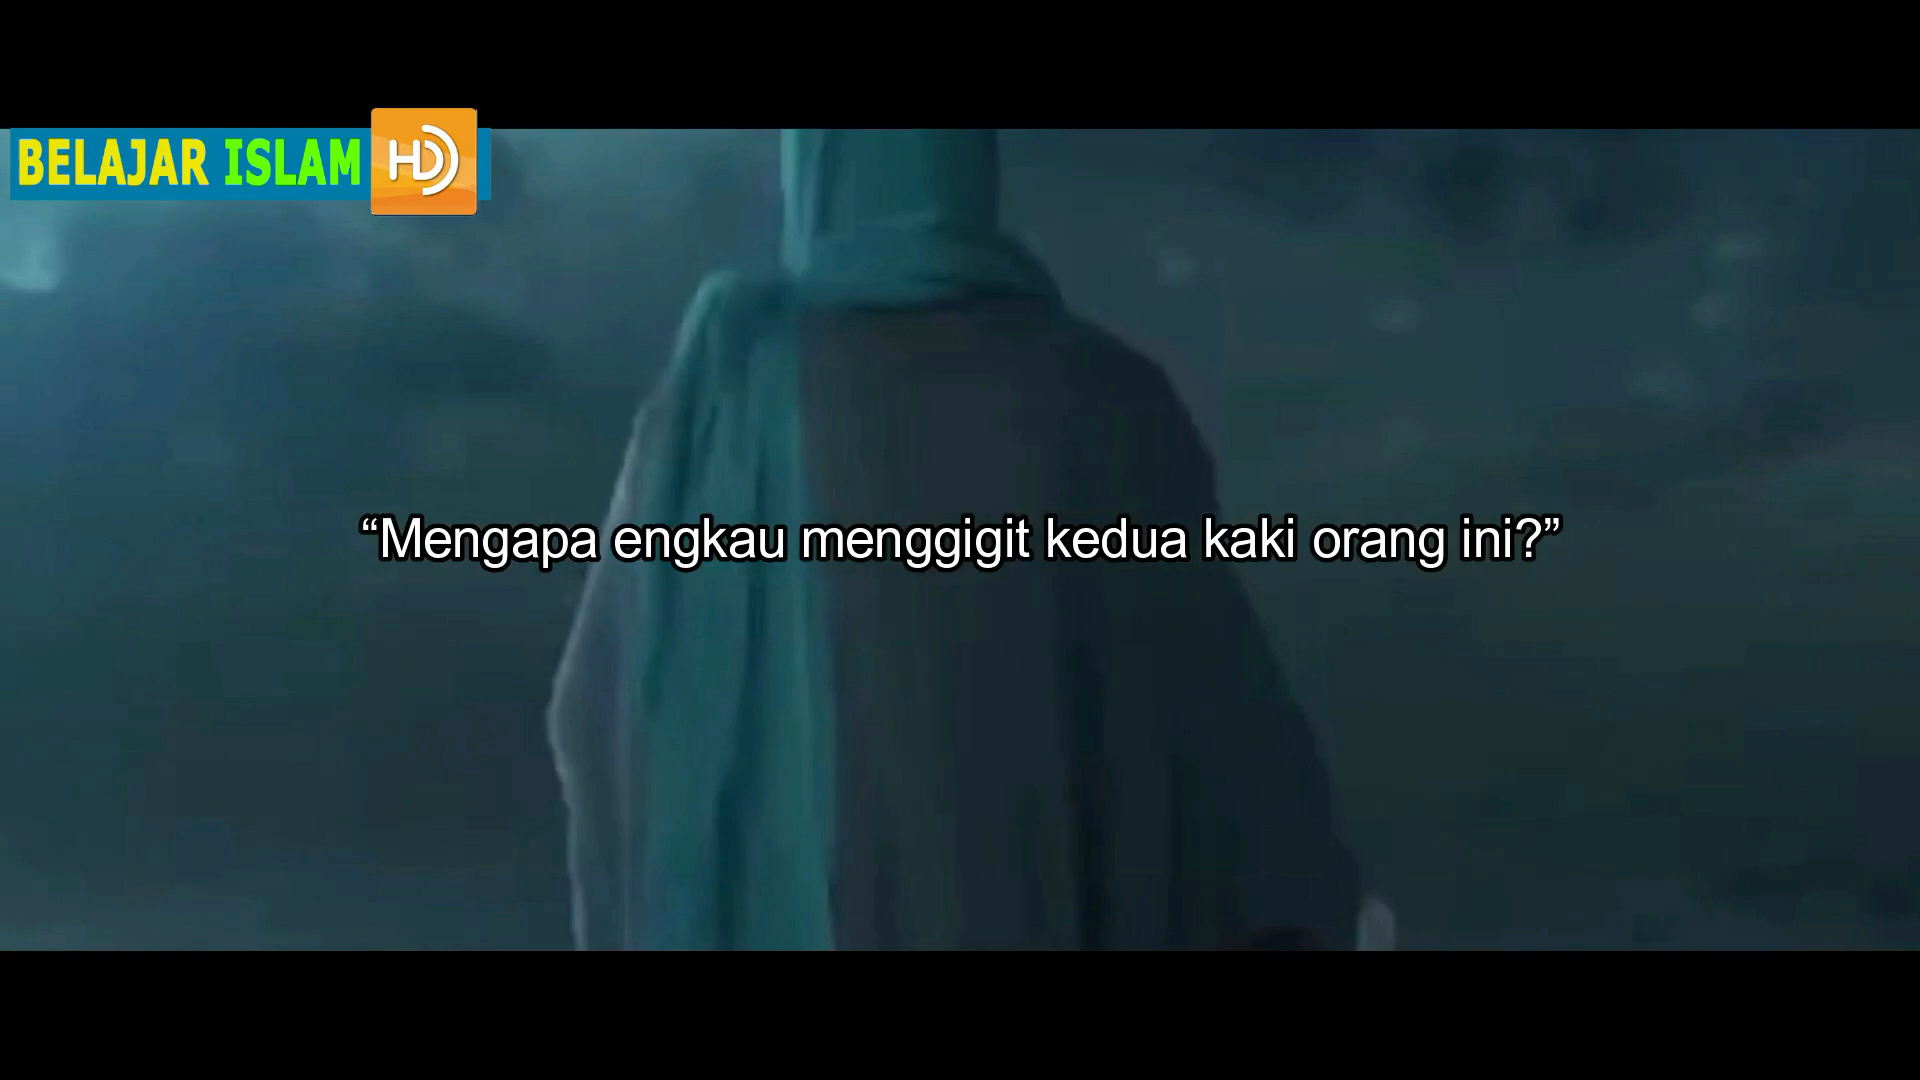 BELAJAR ISLAM HD
“Mengapa engkau menggigit kedua kaki orang ini?”